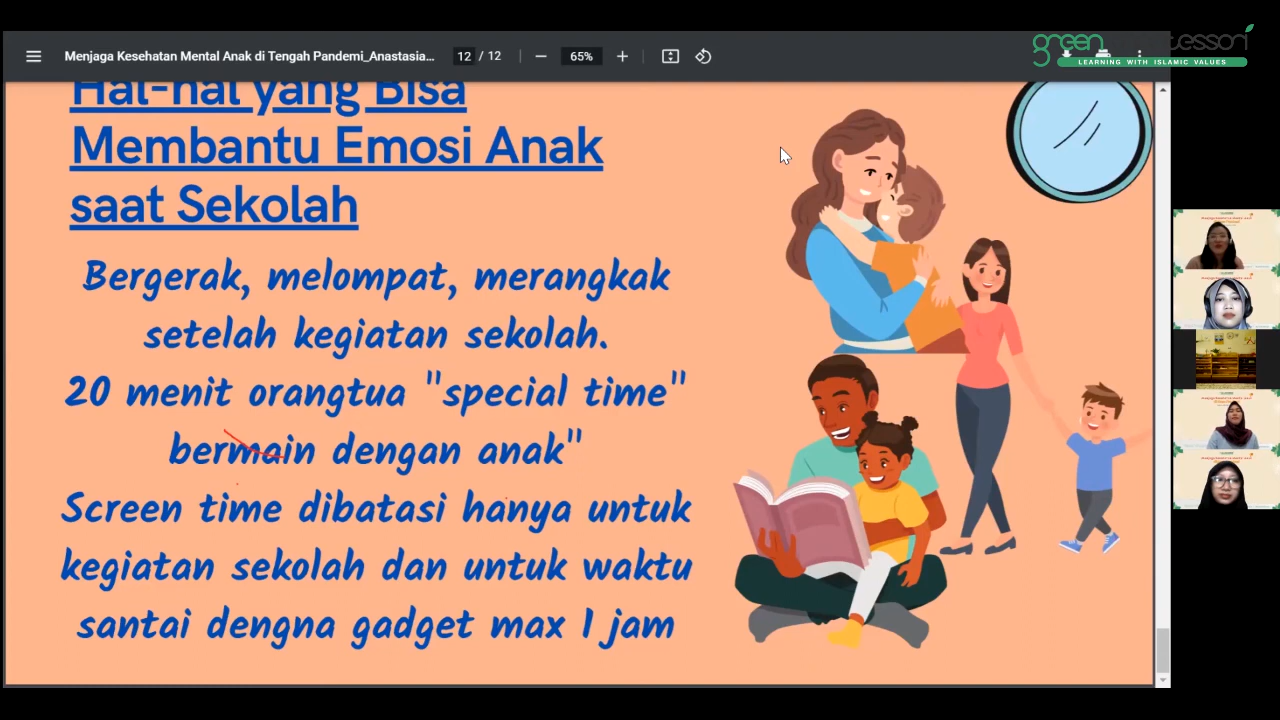 Menjaga Kesehatan Mental Anak di Tengah Pandemi_Anastasia...
12 / 12
65%
green montessori
LEARNING WITH ISLAMIC VALUES
Hal-hal yang Bisa
Membantu Emosi Anak
saat Sekolah
Bergerak, melompat, merangkak
setelah kegiatan sekolah.
20 menit orangtua "special time"
bermain dengan anak"
Screen time dibatasi hanya untuk
kegiatan sekolah dan untuk waktu
santai dengna gadget max 1 jam